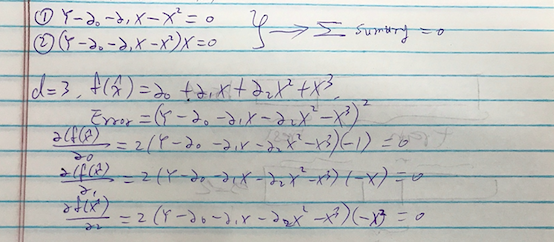 ① Y-∂₀-∂₁X-X²=0
② (Y-∂₀-∂₁X-X²)X=0 } → Σ summing =0
d=3, f(x̂)=∂₀+∂₁X+∂₂X²+X³
Error=(Y-∂₀-∂₁X-∂₂X²-X³)²
∂(f(x̂))/∂₀ = 2(Y-∂₀-∂₁X-∂₂X²-X³)(-1)=0
∂(f(x̂))/∂₁ = 2(Y-∂₀-∂₁X-∂₂X²-X³)(-X)=0
∂f(x̂)/∂₂ = 2(Y-∂₀-∂₁X-∂₂X²-X³)(-X²=0